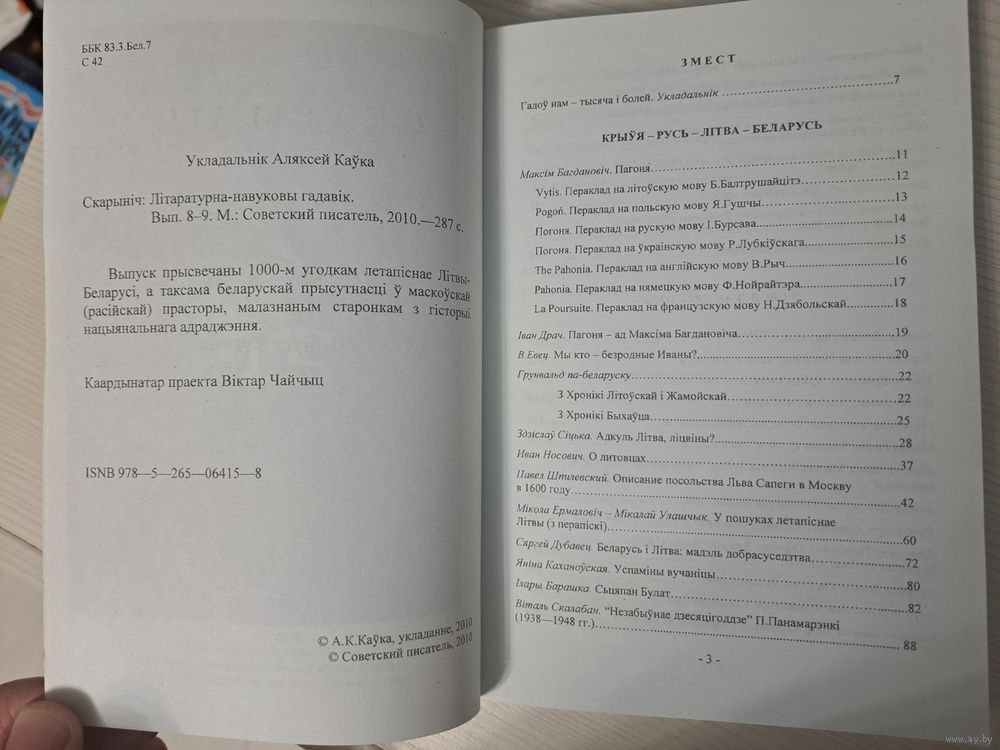 ББК 83.3.Бел.7
С 42
Укладальнік Аляксей Каўка
Скарыніч: Літаратурна-навуковы гадавік.
Вып. 8–9. М.: Советский писатель, 2010.—287 с.
Выпуск прысвечаны 1000-м угодкам летапіснае Літвы-
Беларусі, а таксама беларускай прысутнасці ў маскоўскай
(расійскай) прасторы, малазнаным старонкам з гісторыі
нацыянальнага адраджэння.
Каардынатар праекта Віктар Чайчыц
ISNB 978—5—265—06415—8
© А.К.Каўка, укладанне, 2010
© Советский писатель, 2010
ЗМЕСТ
Гадоў нам – тысяча і болей. Укладальнік ........................7
КРЫЎЯ – РУСЬ – ЛІТВА – БЕЛАРУСЬ
Максім Багдановіч. Пагоня........................11
Vytis. Пераклад на літоўскую мову Б.Балтрушайцітэ........................12
Pogoń. Пераклад на польскую мову Я.Гушчы........................13
Погоня. Пераклад на рускую мову І.Бурсава........................14
Погоня. Пераклад на ўкраінскую мову Р.Лубкіўскага........................15
The Pahonia. Пераклад на англійскую мову В.Рыч........................16
Pahonia. Пераклад на нямецкую мову Ф.Нойрайтэра........................17
La Poursuite. Пераклад на французскую мову Н.Дзябольскай........................18
Іван Драч. Пагоня – ад Максіма Багдановіча........................19
В.Евец. Мы кто – безродные Иваны?........................20
Грунвальд па-беларуску........................22
З Хронікі Літоўскай і Жамойскай........................22
З Хронікі Быхаўца........................25
Здзіслаў Сіцька. Адкуль Літва, ліцвіны?........................28
Иван Носович. О литовцах........................37
Павел Шпилевский. Описание посольства Льва Сапеги в Москву
в 1600 году........................42
Мікола Ермаловіч – Мікалай Улашчык. У пошуках летапіснае
Літвы (з перапіскі)........................60
Сяргей Дубавец. Беларусь і Літва: мадэль добрасуседзтва........................72
Яніна Каханоўская. Успаміны вучаніцы........................80
Ілары Барашка. Сьцяпан Булат........................82
Віталь Скалабан. “Незабыўнае дзесяцігоддзе” П.Панамарэнкі
(1938—1948 гг.)........................88
- 3 -
www.ay.by